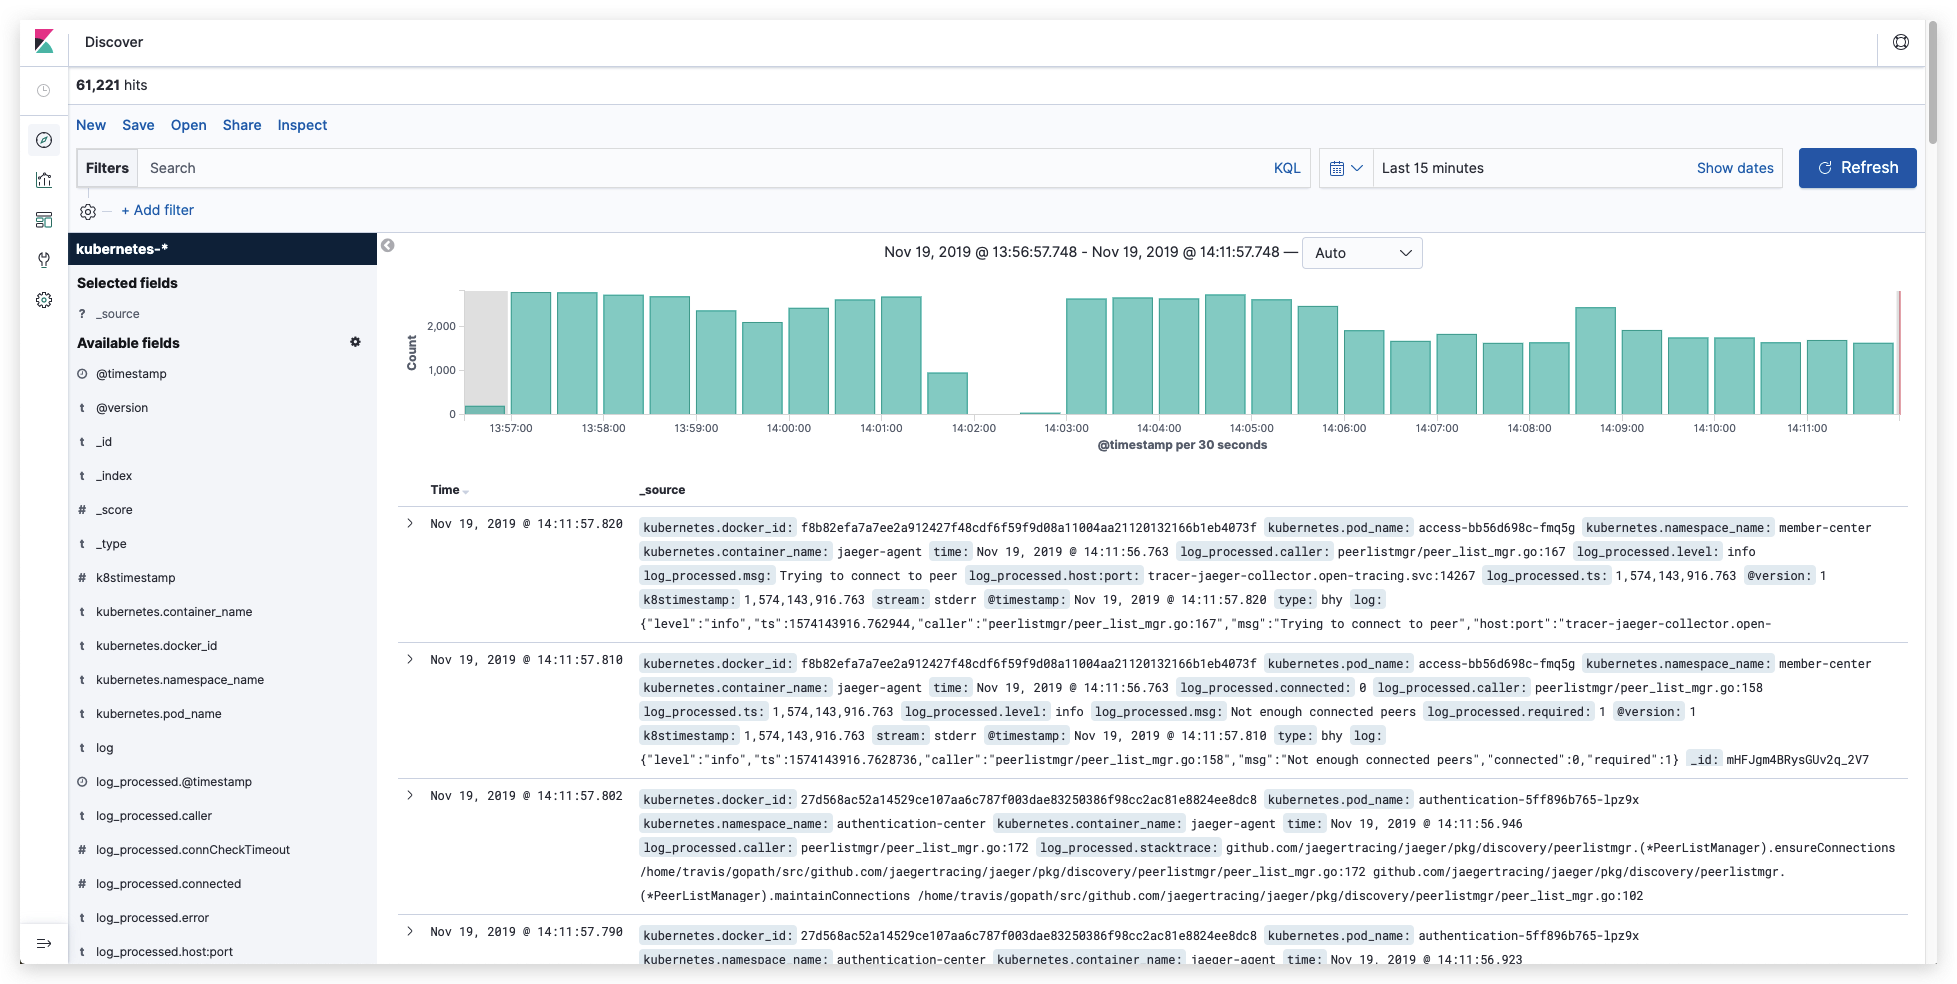 Discover
61,221 hits
New Save Open Share Inspect
Filters Search KQL Last 15 minutes Show dates Refresh
+ Add filter
kubernetes-*
Selected fields
? _source
Available fields
@timestamp
t @version
t _id
t _index
# _score
t _type
# k8stimestamp
t kubernetes.container_name
t kubernetes.docker_id
t kubernetes.namespace_name
t kubernetes.pod_name
t log
log_processed.@timestamp
t log_processed.caller
# log_processed.connCheckTimeout
# log_processed.connected
t log_processed.error
t log_processed.host:port
Nov 19, 2019 @ 13:56:57.748 - Nov 19, 2019 @ 14:11:57.748 — Auto
Count
2,000
1,000
0
13:57:00 13:58:00 13:59:00 14:00:00 14:01:00 14:02:00 14:03:00 14:04:00 14:05:00 14:06:00 14:07:00 14:08:00 14:09:00 14:10:00 14:11:00
@timestamp per 30 seconds
Time _source
Nov 19, 2019 @ 14:11:57.820 kubernetes.docker_id: f8b82efa7a7ee2a912427f48cdf6f59f9d08a11004aa21120132166b1eb4073f kubernetes.pod_name: access-bb56d698c-fmq5g kubernetes.namespace_name: member-center
kubernetes.container_name: jaeger-agent time: Nov 19, 2019 @ 14:11:56.763 log_processed.caller: peerlistmgr/peer_list_mgr.go:167 log_processed.level: info
log_processed.msg: Trying to connect to peer log_processed.host:port: tracer-jaeger-collector.open-tracing.svc:14267 log_processed.ts: 1,574,143,916.763 @version: 1
k8stimestamp: 1,574,143,916.763 stream: stderr @timestamp: Nov 19, 2019 @ 14:11:57.820 type: bhy log:
{"level":"info","ts":1574143916.762944,"caller":"peerlistmgr/peer_list_mgr.go:167","msg":"Trying to connect to peer","host:port":"tracer-jaeger-collector.open-
Nov 19, 2019 @ 14:11:57.810 kubernetes.docker_id: f8b82efa7a7ee2a912427f48cdf6f59f9d08a11004aa21120132166b1eb4073f kubernetes.pod_name: access-bb56d698c-fmq5g kubernetes.namespace_name: member-center
kubernetes.container_name: jaeger-agent time: Nov 19, 2019 @ 14:11:56.763 log_processed.connected: 0 log_processed.caller: peerlistmgr/peer_list_mgr.go:158
log_processed.ts: 1,574,143,916.763 log_processed.level: info log_processed.msg: Not enough connected peers log_processed.required: 1 @version: 1
k8stimestamp: 1,574,143,916.763 stream: stderr @timestamp: Nov 19, 2019 @ 14:11:57.810 type: bhy log:
{"level":"info","ts":1574143916.7628736,"caller":"peerlistmgr/peer_list_mgr.go:158","msg":"Not enough connected peers","connected":0,"required":1} _id: mHFJgm4BRysGUv2q_2V7
Nov 19, 2019 @ 14:11:57.802 kubernetes.docker_id: 27d568ac52a14529ce107aa6c787f003dae83250386f98cc2ac81e8824ee8dc8 kubernetes.pod_name: authentication-5ff896b765-lpz9x
kubernetes.namespace_name: authentication-center kubernetes.container_name: jaeger-agent time: Nov 19, 2019 @ 14:11:56.946
log_processed.caller: peerlistmgr/peer_list_mgr.go:172 log_processed.stacktrace: github.com/jaegertracing/jaeger/pkg/discovery/peerlistmgr.(*PeerListManager).ensureConnections
/home/travis/gopath/src/github.com/jaegertracing/jaeger/pkg/discovery/peerlistmgr/peer_list_mgr.go:172 github.com/jaegertracing/jaeger/pkg/discovery/peerlistmgr.
(*PeerListManager).maintainConnections /home/travis/gopath/src/github.com/jaegertracing/jaeger/pkg/discovery/peerlistmgr/peer_list_mgr.go:102
Nov 19, 2019 @ 14:11:57.790 kubernetes.docker_id: 27d568ac52a14529ce107aa6c787f003dae83250386f98cc2ac81e8824ee8dc8 kubernetes.pod_name: authentication-5ff896b765-lpz9x
kubernetes.namespace_name: authentication-center kubernetes.container_name: jaeger-agent time: Nov 19, 2019 @ 14:11:56.923